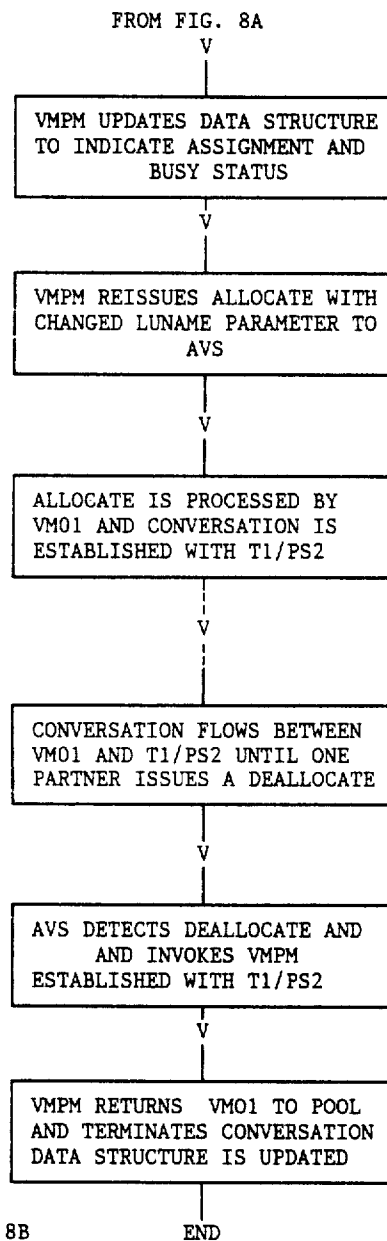 FROM FIG. 8A
V
VMPM UPDATES DATA STRUCTURE
TO INDICATE ASSIGNMENT AND
BUSY STATUS
V
VMPM REISSUES ALLOCATE WITH
CHANGED LUNAME PARAMETER TO
AVS
V
ALLOCATE IS PROCESSED BY
VM01 AND CONVERSATION IS
ESTABLISHED WITH T1/PS2
V
CONVERSATION FLOWS BETWEEN
VM01 AND T1/PS2 UNTIL ONE
PARTNER ISSUES A DEALLOCATE
V
AVS DETECTS DEALLOCATE AND
AND INVOKES VMPM
ESTABLISHED WITH T1/PS2
V
VMPM RETURNS VM01 TO POOL
AND TERMINATES CONVERSATION
DATA STRUCTURE IS UPDATED
8B END